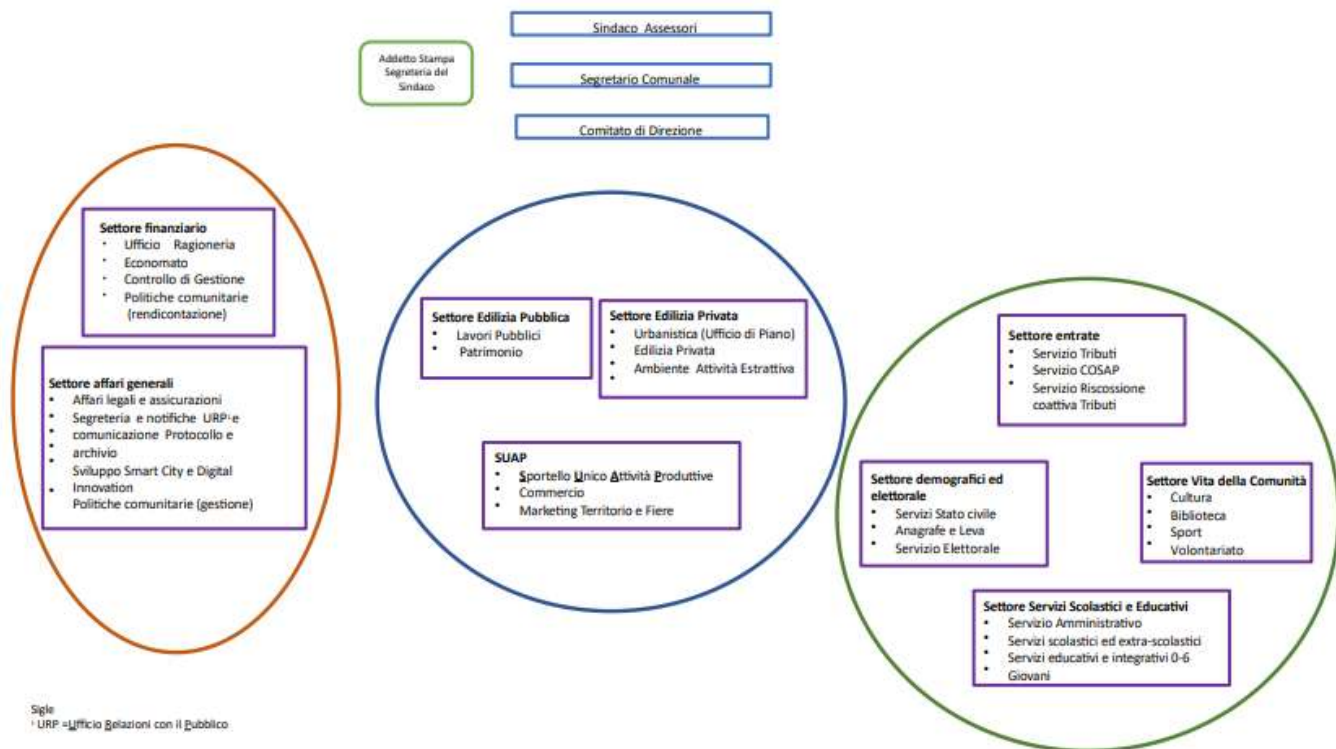 Sindaco Assessori
Addetto Stampa
Segreteria del
Sindaco
Segretario Comunale
Comitato di Direzione
Settore finanziario
• Ufficio Ragioneria
• Economato
• Controllo di Gestione
• Politiche comunitarie
(rendicontazione)
Settore affari generali
• Affari legali e assicurazioni
• Segreteria e notifiche URP¹ e
• comunicazione Protocollo e
• archivio
• Sviluppo Smart City e Digital
• Innovation
Politiche comunitarie (gestione)
Settore Edilizia Pubblica
• Lavori Pubblici
• Patrimonio
Settore Edilizia Privata
• Urbanistica (Ufficio di Piano)
• Edilizia Privata
• Ambiente Attività Estrattiva
•
SUAP
• Sportello Unico Attività Produttive
• Commercio
• Marketing Territorio e Fiere
Settore entrate
• Servizio Tributi
• Servizio COSAP
• Servizio Riscossione
coattiva Tributi
Settore demografici ed
elettorale
• Servizi Stato civile
• Anagrafe e Leva
• Servizio Elettorale
Settore Vita della Comunità
• Cultura
• Biblioteca
• Sport
• Volontariato
Settore Servizi Scolastici e Educativi
• Servizio Amministrativo
• Servizi scolastici ed extra-scolastici
• Servizi educativi e integrativi 0-6
• Giovani
Sigle
¹ URP =Ufficio Relazioni con il Pubblico